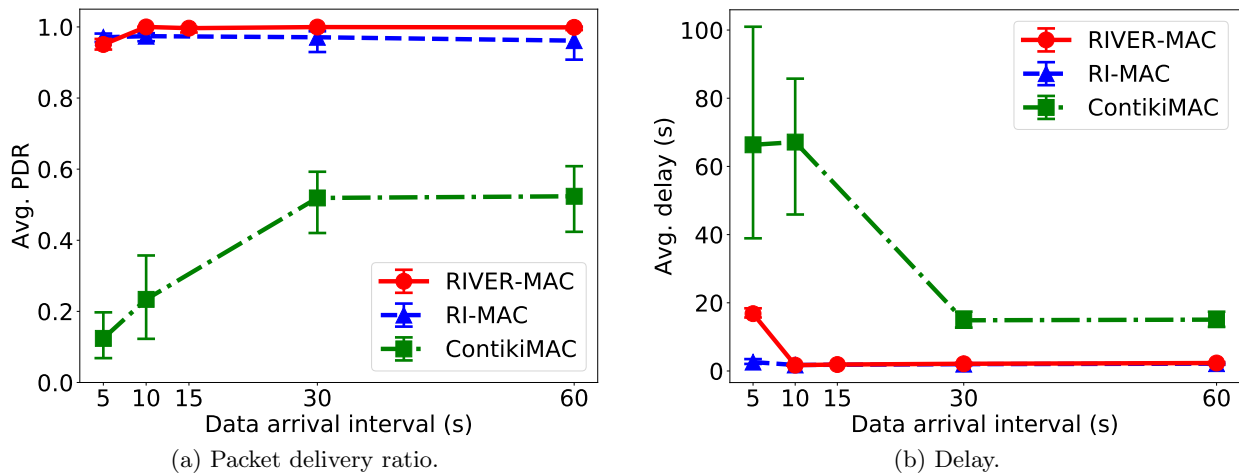 1.0
0.8
0.6
0.4
0.2
0.0
Avg. PDR
RIVER-MAC
RI-MAC
ContikiMAC
5 10 15 30 60
Data arrival interval (s)
(a) Packet delivery ratio.
100
80
60
40
20
0
Avg. delay (s)
RIVER-MAC
RI-MAC
ContikiMAC
5 10 15 30 60
Data arrival interval (s)
(b) Delay.